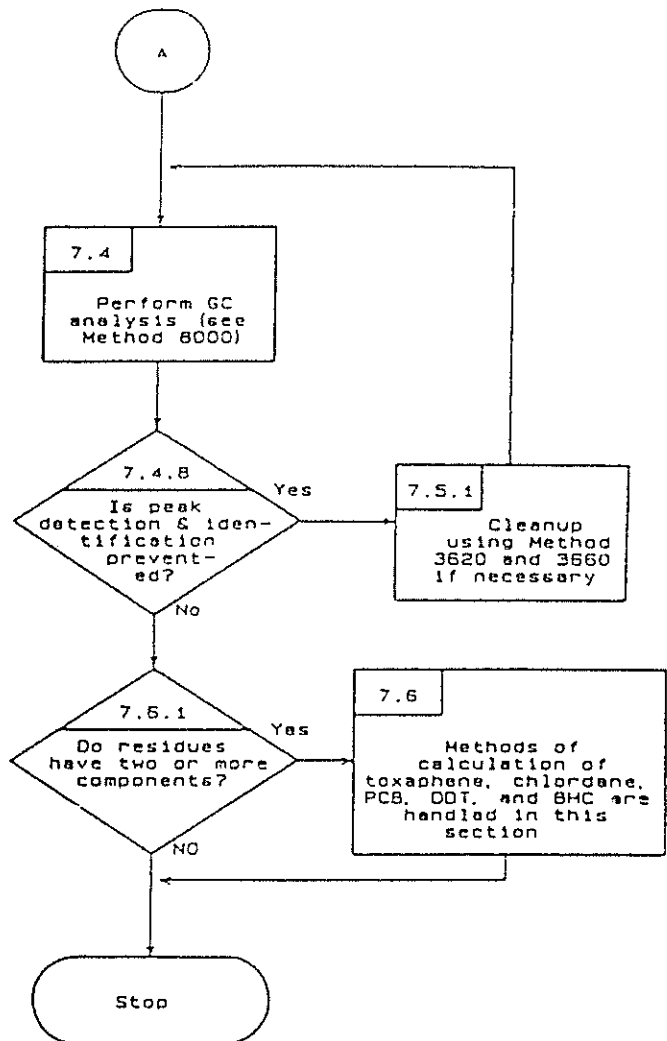 A
7.4
Perform GC
analysis (see
Method 8000)
7.4.8
Is peak
detection & iden-
tification
prevent-
ed?
Yes
7.5.1
Cleanup
using Method
3620 and 3660
if necessary
No
7.6.1
Do residues
have two or more
components?
Yes
7.6
Methods of
calculation of
toxaphene, chlordane,
PCB, DDT, and BHC are
handled in this
section
NO
Stop